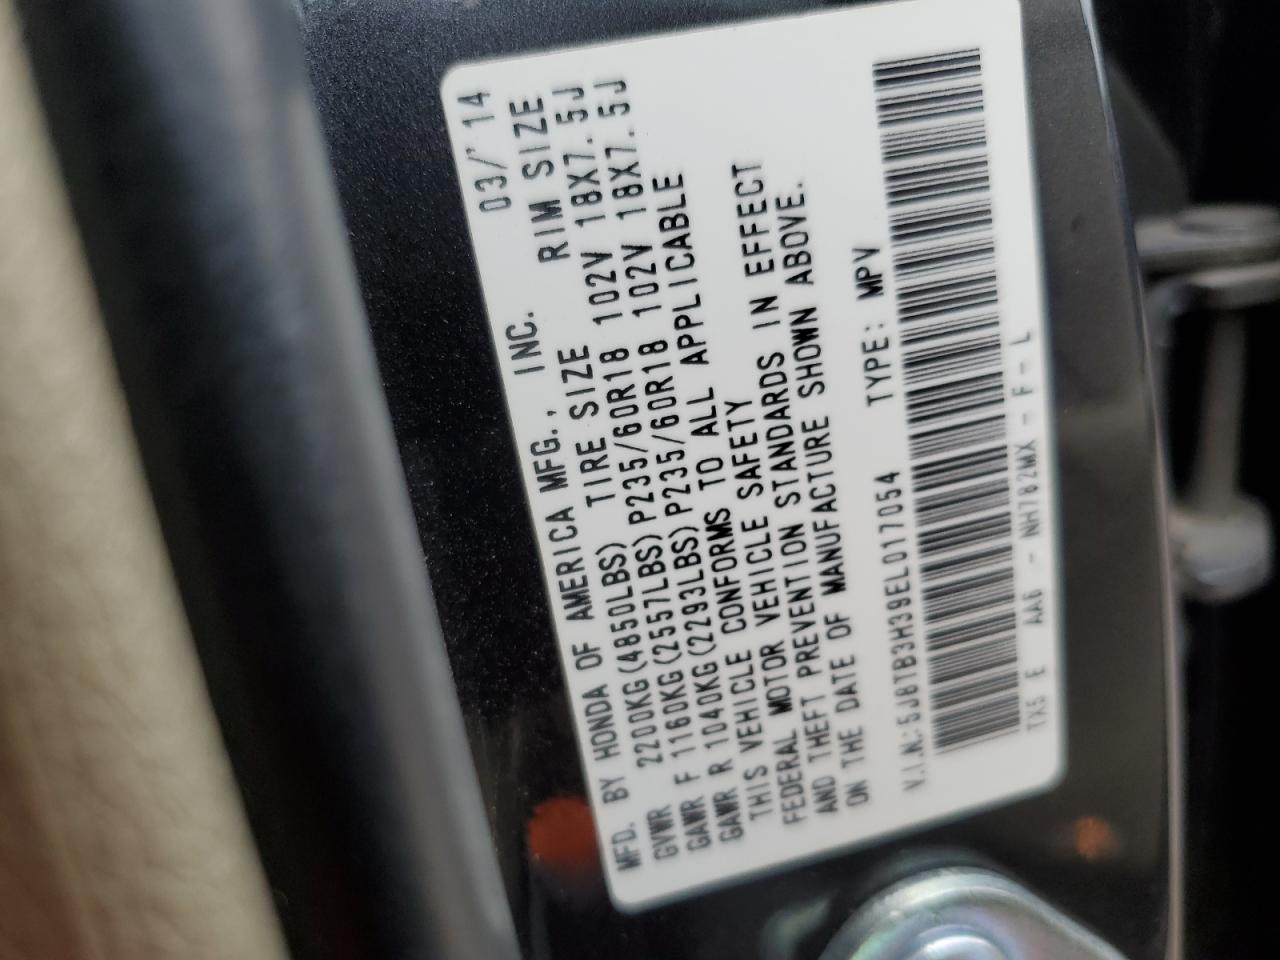 MFD. BY HONDA OF AMERICA MFG., INC. 03/'14
GVWR 2200KG(4850LBS) TIRE SIZE RIM SIZE
GAWR F 1160KG(2557LBS)P235/60R18 102V 18X7.5J
GAWR R 1040KG(2293LBS)P235/60R18 102V 18X7.5J
THIS VEHICLE CONFORMS TO ALL APPLICABLE
FEDERAL MOTOR VEHICLE SAFETY
AND THEFT PREVENTION STANDARDS IN EFFECT
ON THE DATE OF MANUFACTURE SHOWN ABOVE.
V.I.N.:5J8TB3H39EL017054 TYPE: MPV
TX5 E AA6 - NH782MX - F - L